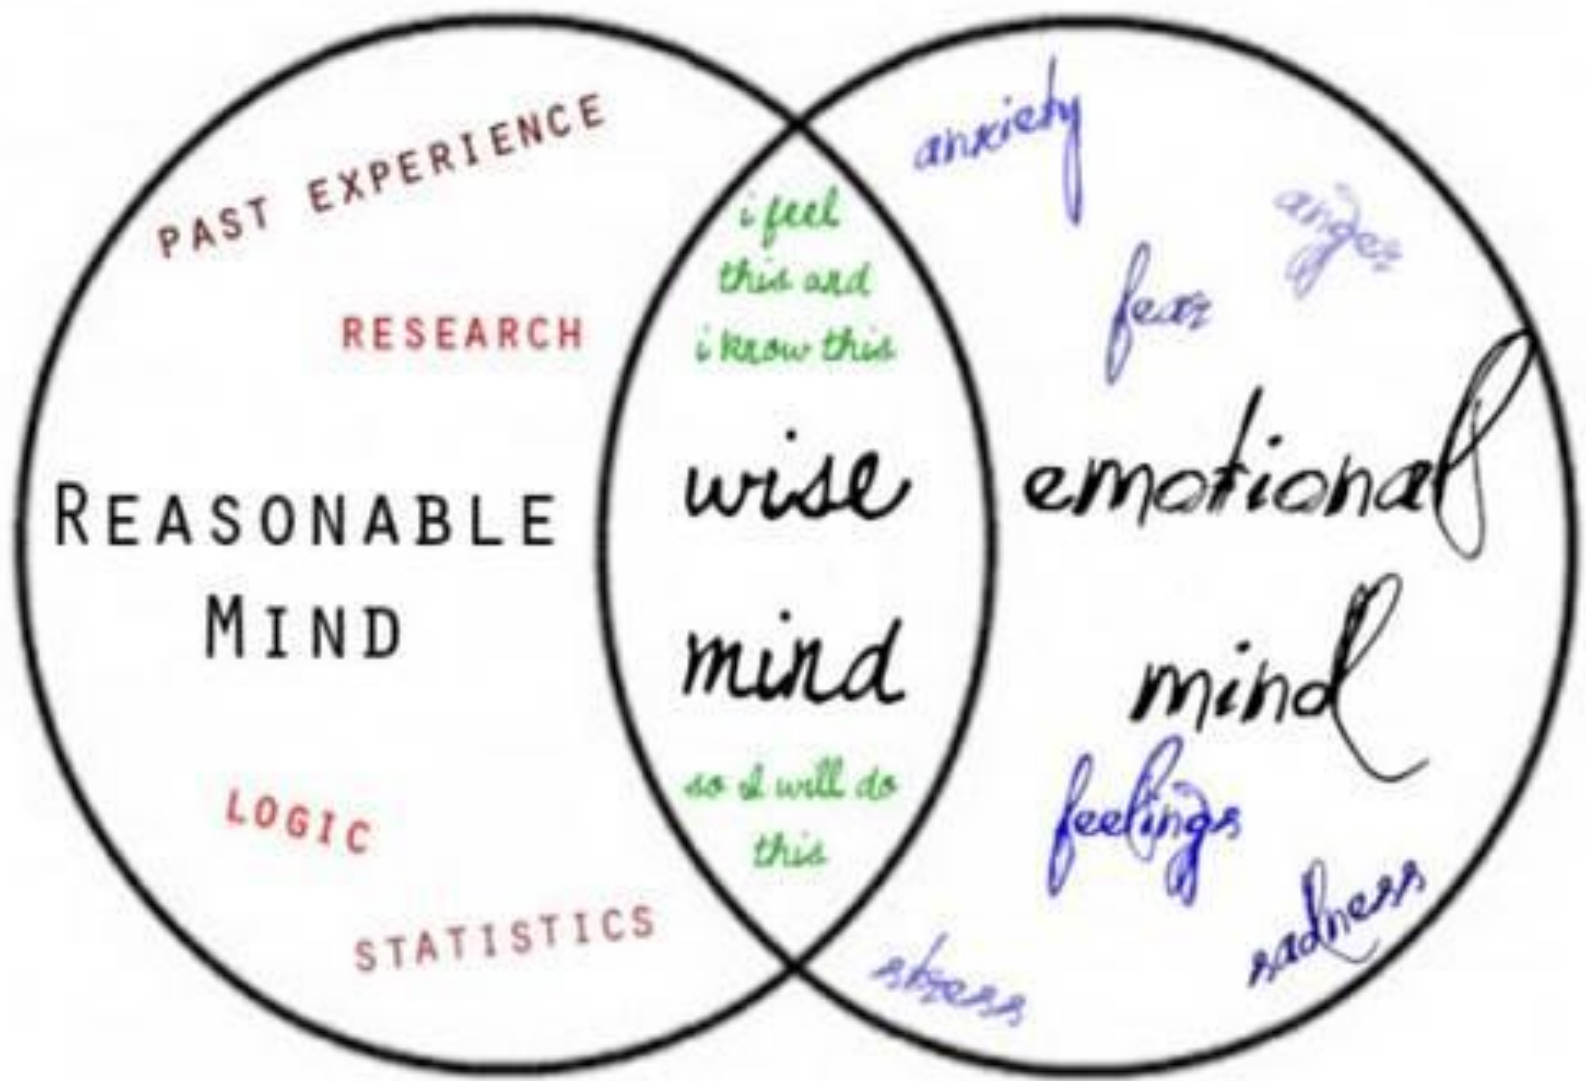 PAST EXPERIENCE
RESEARCH
REASONABLE
MIND
LOGIC
STATISTICS
i feel
this and
i know this
wise
mind
so I will do
this
anxiety
anger
fear
emotional
mind
feelings
sadness
stress